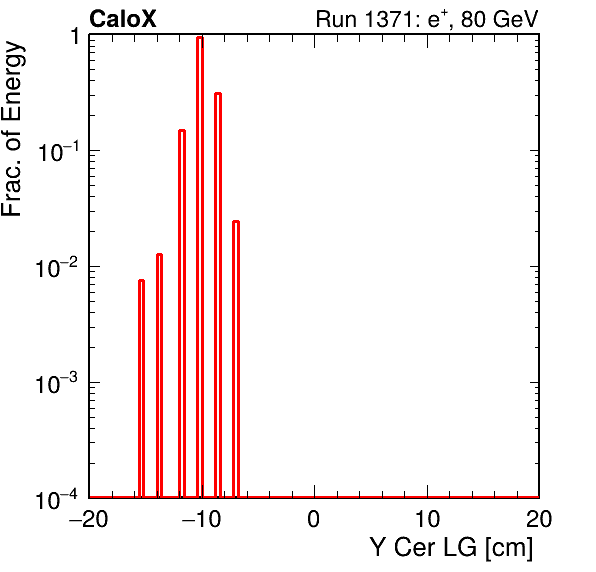 CaloX Run 1371: e⁺, 80 GeV
Frac. of Energy
1
10⁻¹
10⁻²
10⁻³
10⁻⁴
−20 −10 0 10 20
Y Cer LG [cm]